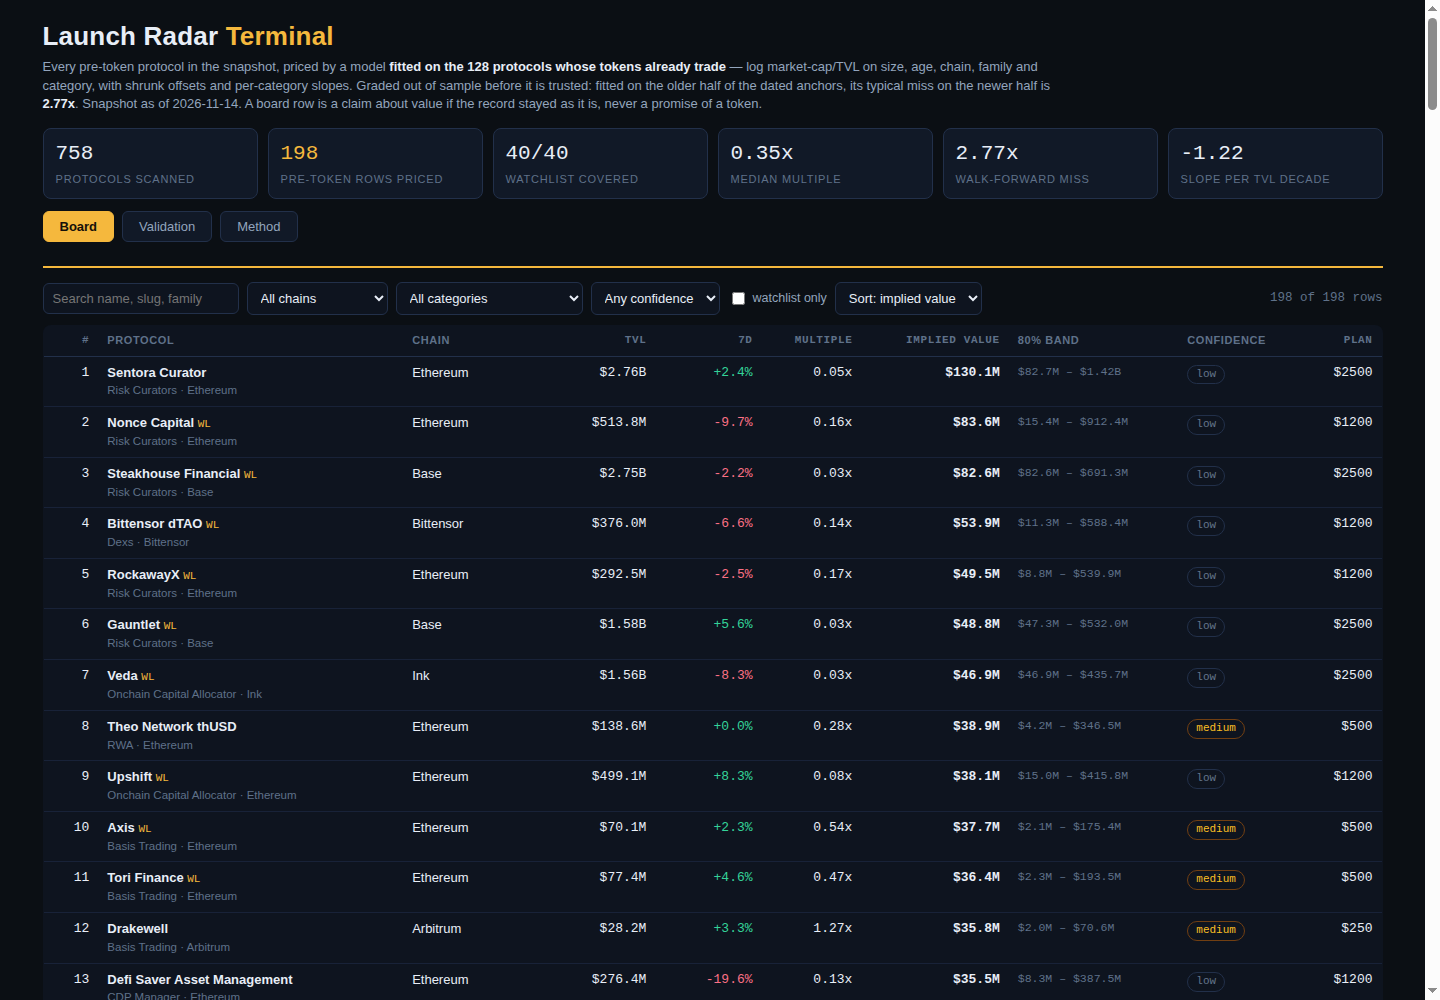 Launch Radar Terminal
Every pre-token protocol in the snapshot, priced by a model fitted on the 128 protocols whose tokens already trade — log market-cap/TVL on size, age, chain, family and
category, with shrunk offsets and per-category slopes. Graded out of sample before it is trusted: fitted on the older half of the dated anchors, its typical miss on the newer half is
2.77x. Snapshot as of 2026-11-14. A board row is a claim about value if the record stayed as it is, never a promise of a token.
758 198 40/40 0.35x 2.77x -1.22
PROTOCOLS SCANNED PRE-TOKEN ROWS PRICED WATCHLIST COVERED MEDIAN MULTIPLE WALK-FORWARD MISS SLOPE PER TVL DECADE
Board Validation Method
Search name, slug, family All chains All categories Any confidence watchlist only Sort: implied value 198 of 198 rows
# PROTOCOL CHAIN TVL 7D MULTIPLE IMPLIED VALUE 80% BAND CONFIDENCE PLAN
1 Sentora Curator Ethereum $2.76B +2.4% 0.05x $130.1M $82.7M – $1.42B low $2500
Risk Curators · Ethereum
2 Nonce Capital WL Ethereum $513.8M -9.7% 0.16x $83.6M $15.4M – $912.4M low $1200
Risk Curators · Ethereum
3 Steakhouse Financial WL Base $2.75B -2.2% 0.03x $82.6M $82.6M – $691.3M low $2500
Risk Curators · Base
4 Bittensor dTAO WL Bittensor $376.0M -6.6% 0.14x $53.9M $11.3M – $588.4M low $1200
Dexs · Bittensor
5 RockawayX WL Ethereum $292.5M -2.5% 0.17x $49.5M $8.8M – $539.9M low $1200
Risk Curators · Ethereum
6 Gauntlet WL Base $1.58B +5.6% 0.03x $48.8M $47.3M – $532.0M low $2500
Risk Curators · Base
7 Veda WL Ink $1.56B -8.3% 0.03x $46.9M $46.9M – $435.7M low $2500
Onchain Capital Allocator · Ink
8 Theo Network thUSD Ethereum $138.6M +0.0% 0.28x $38.9M $4.2M – $346.5M medium $500
RWA · Ethereum
9 Upshift WL Ethereum $499.1M +8.3% 0.08x $38.1M $15.0M – $415.8M low $1200
Onchain Capital Allocator · Ethereum
10 Axis WL Ethereum $70.1M +2.3% 0.54x $37.7M $2.1M – $175.4M medium $500
Basis Trading · Ethereum
11 Tori Finance WL Ethereum $77.4M +4.6% 0.47x $36.4M $2.3M – $193.5M medium $500
Basis Trading · Ethereum
12 Drakewell Arbitrum $28.2M +3.3% 1.27x $35.8M $2.0M – $70.6M medium $250
Basis Trading · Arbitrum
13 Defi Saver Asset Management Ethereum $276.4M -19.6% 0.13x $35.5M $8.3M – $387.5M low $1200
CDP Manager · Ethereum